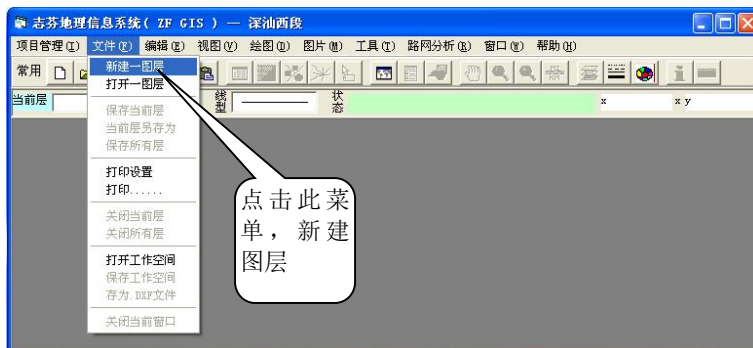 志芬地理信息系统( ZF GIS ) — 深汕西段
项目管理(I) 文件(F) 编辑(E) 视图(V) 绘图(D) 图片(M) 工具(T) 路网分析(R) 窗口(W) 帮助(H)
常用
新建一图层
打开一图层
当前层
线型
状态
x
x y
保存当前层
当前层另存为
保存所有层
打印设置
打印......
关闭当前层
关闭所有层
打开工作空间
保存工作空间
存为.DXF文件
关闭当前窗口
点击此菜
单，新建
图层